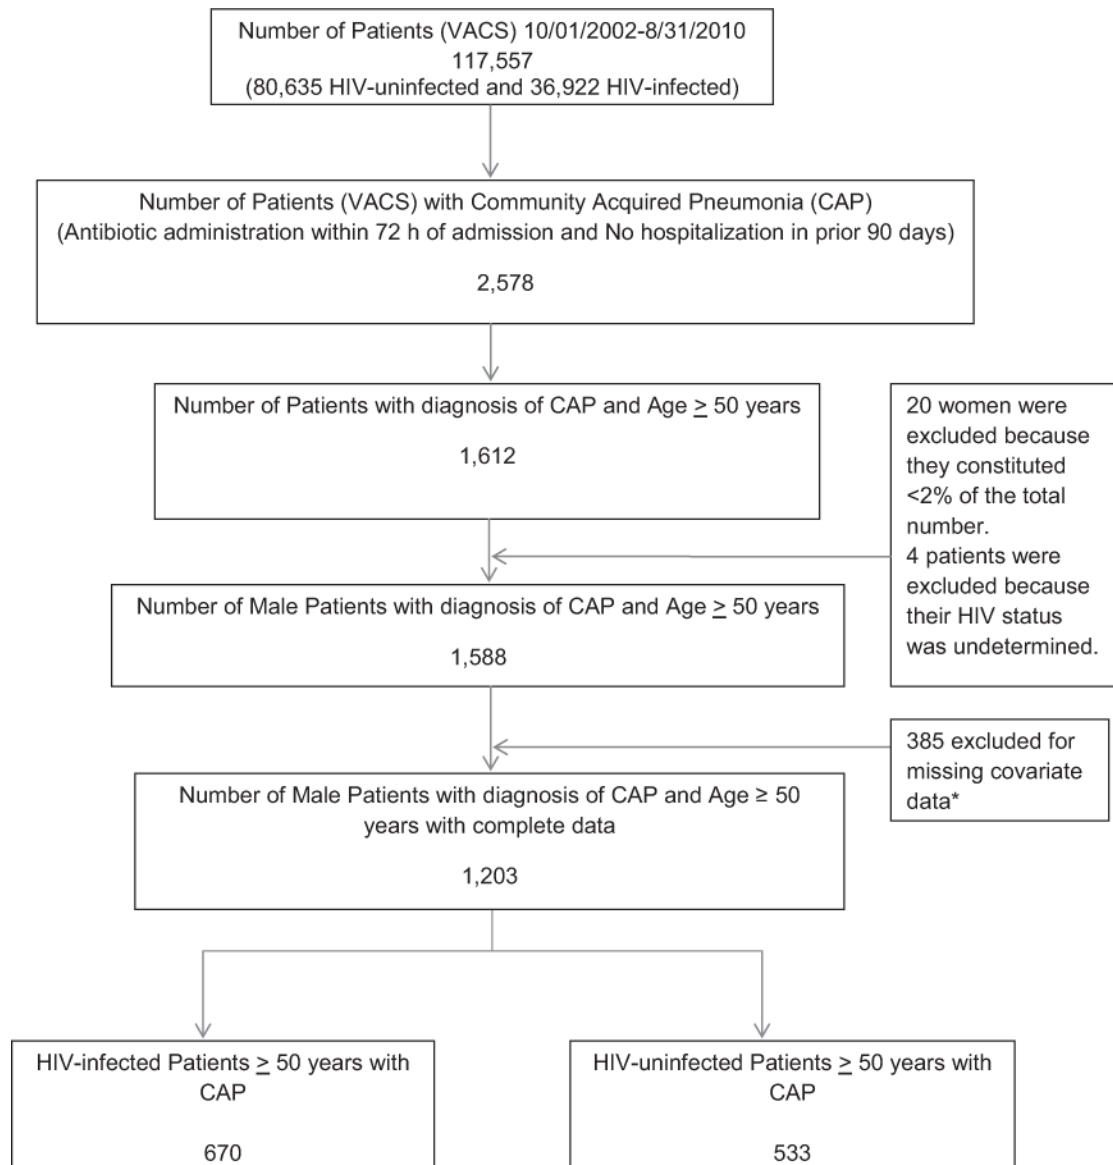 Number of Patients (VACS) 10/01/2002-8/31/2010
117,557
(80,635 HIV-uninfected and 36,922 HIV-infected)
Number of Patients (VACS) with Community Acquired Pneumonia (CAP)
(Antibiotic administration within 72 h of admission and No hospitalization in prior 90 days)
2,578
Number of Patients with diagnosis of CAP and Age ≥ 50 years
1,612
20 women were
excluded because
they constituted
<2% of the total
number.
4 patients were
excluded because
their HIV status
was undetermined.
Number of Male Patients with diagnosis of CAP and Age ≥ 50 years
1,588
385 excluded for
missing covariate
data*
Number of Male Patients with diagnosis of CAP and Age ≥ 50
years with complete data
1,203
HIV-infected Patients ≥ 50 years with
CAP
670
HIV-uninfected Patients ≥ 50 years with
CAP
533